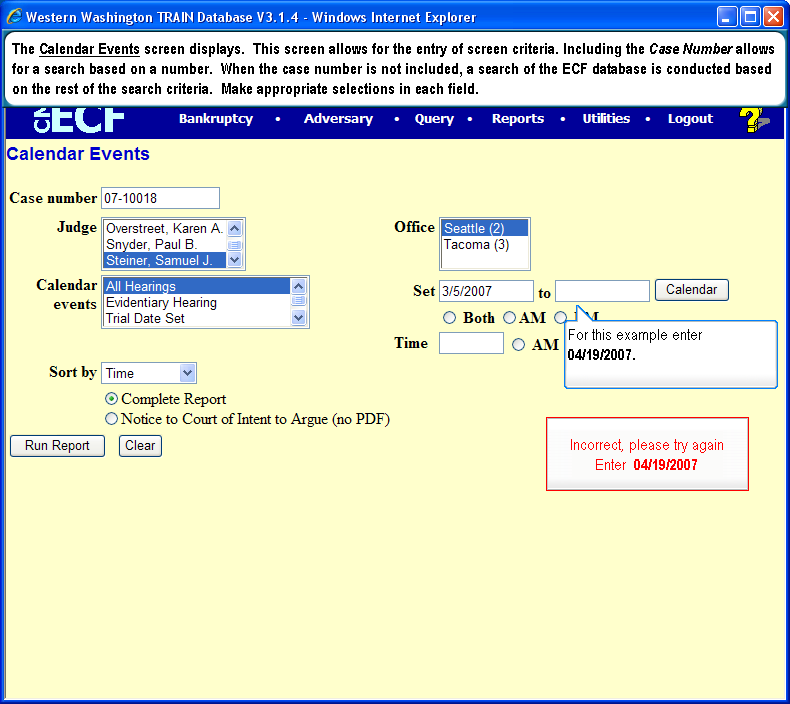 Western Washington TRAIN Database V3.1.4 - Windows Internet Explorer
The Calendar Events screen displays. This screen allows for the entry of screen criteria. Including the Case Number allows
for a search based on a number. When the case number is not included, a search of the ECF database is conducted based
on the rest of the search criteria. Make appropriate selections in each field.
CM ECF Bankruptcy • Adversary • Query • Reports • Utilities • Logout ?
Calendar Events
Case number 07-10018
Judge Overstreet, Karen A.
Snyder, Paul B.
Steiner, Samuel J.
Office Seattle (2)
Tacoma (3)
Calendar events All Hearings
Evidentiary Hearing
Trial Date Set
Set 3/5/2007 to Calendar
Both AM
Time AM
For this example enter
04/19/2007.
Sort by Time
Complete Report
Notice to Court of Intent to Argue (no PDF)
Run Report Clear
Incorrect, please try again
Enter 04/19/2007